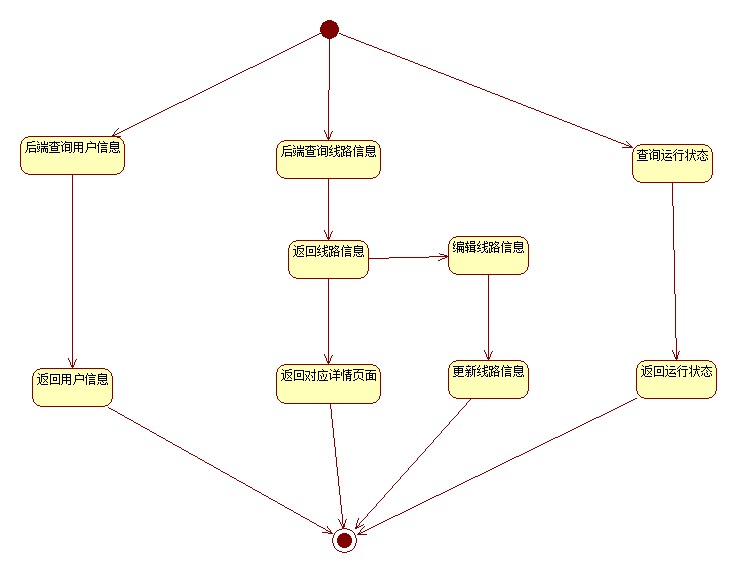 后端查询用户信息
后端查询线路信息
查询运行状态
返回线路信息
编辑线路信息
返回用户信息
返回对应详情页面
更新线路信息
返回运行状态